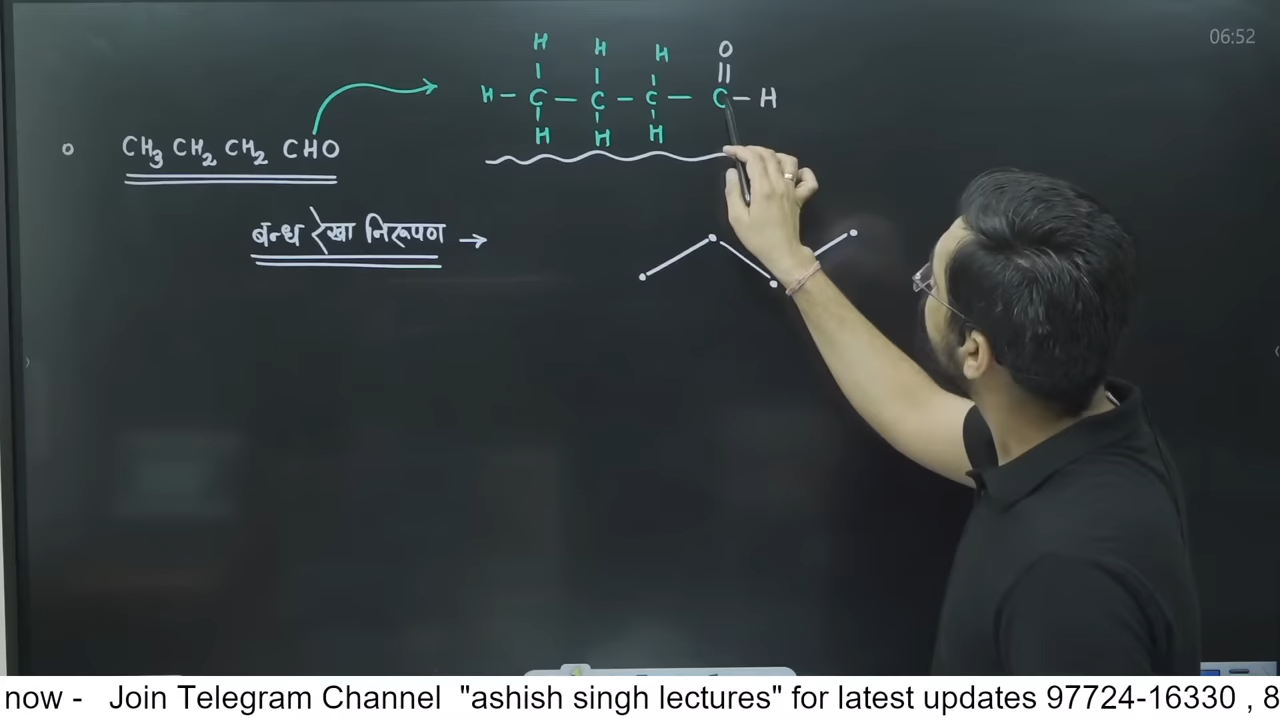 06:52
H H H O
H - C - C - C - C - H
H H H
o CH3 CH2 CH2 CHO
बन्ध रेखा निरूपण →
now - Join Telegram Channel "ashish singh lectures" for latest updates 97724-16330 , 8